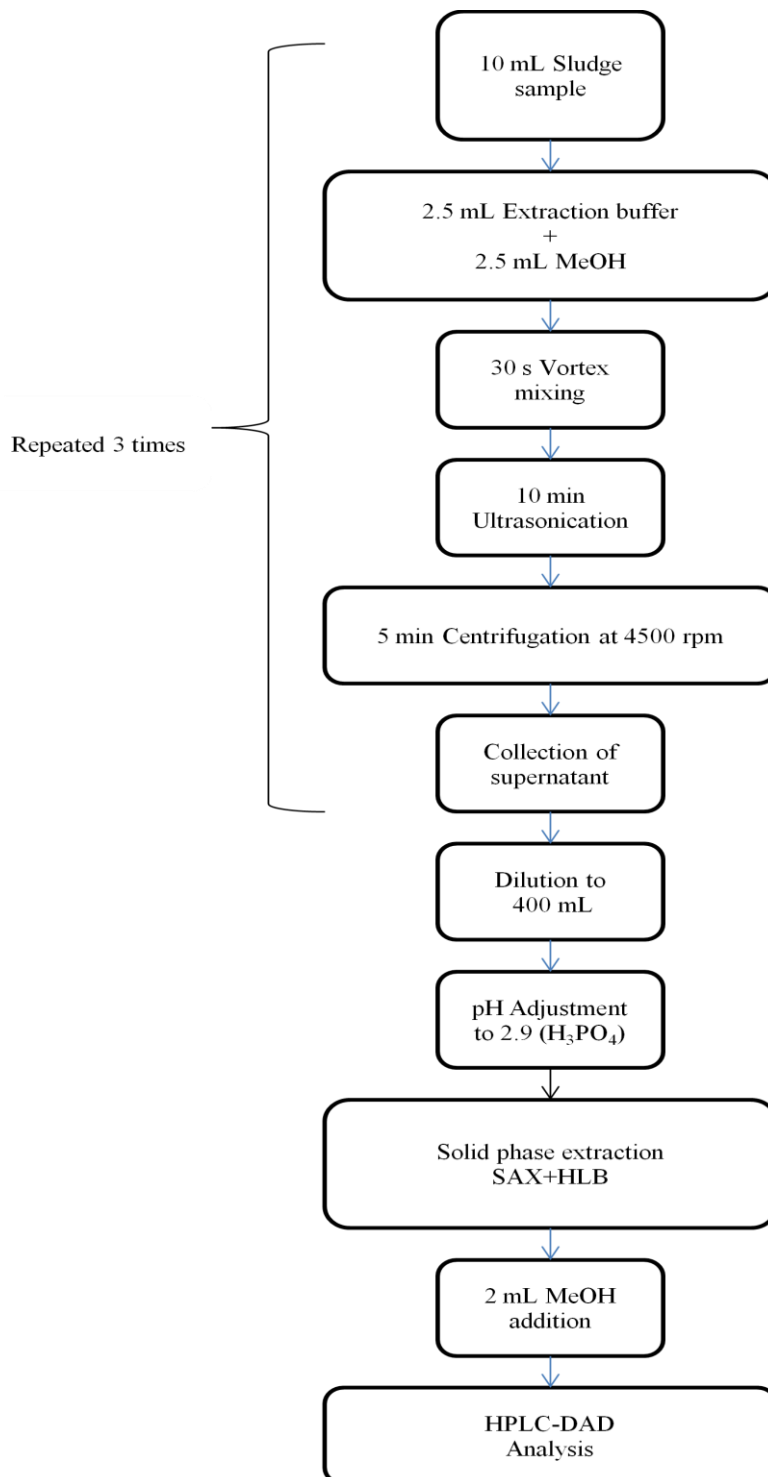 10 mL Sludge
sample
2.5 mL Extraction buffer
+
2.5 mL MeOH
30 s Vortex
mixing
Repeated 3 times
10 min
Ultrasonication
5 min Centrifugation at 4500 rpm
Collection of
supernatant
Dilution to
400 mL
pH Adjustment
to 2.9 (H₃PO₄)
Solid phase extraction
SAX+HLB
2 mL MeOH
addition
HPLC-DAD
Analysis